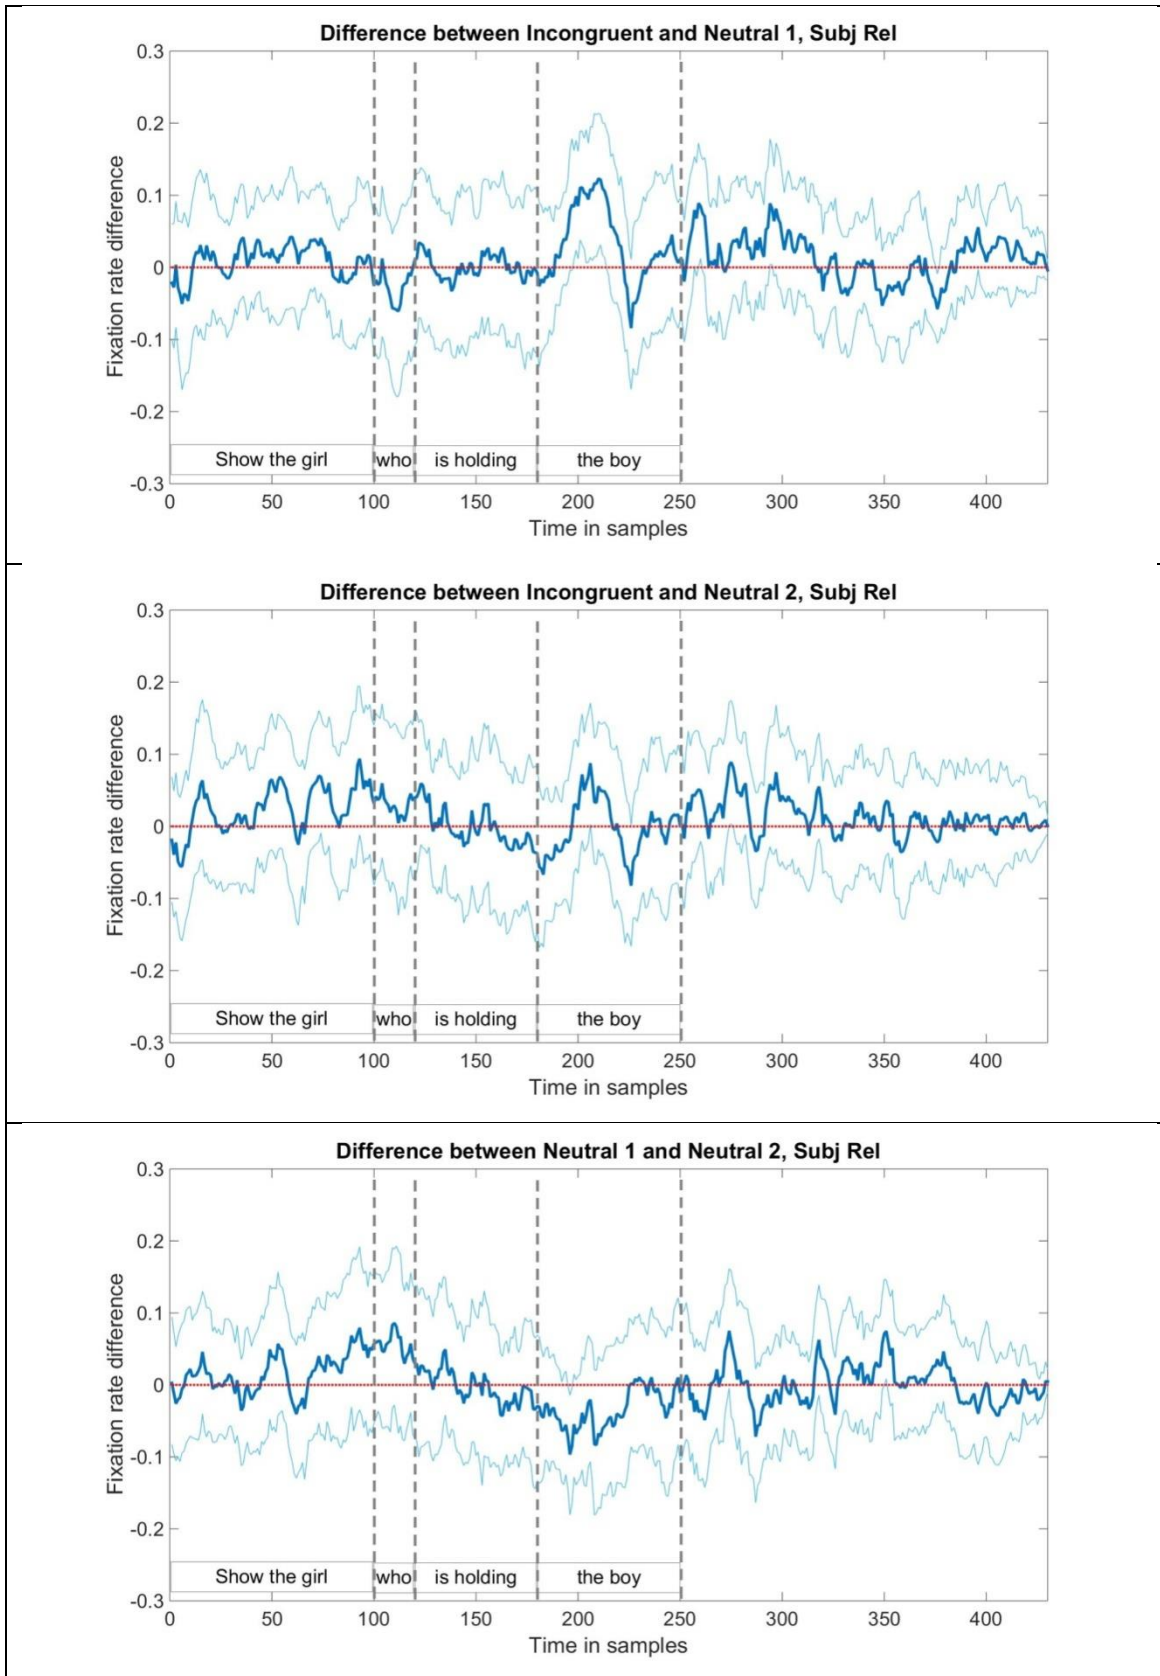 Difference between Incongruent and Neutral 1, Subj Rel
0.3
0.2
0.1
0
-0.1
-0.2
-0.3
Fixation rate difference
Show the girl who is holding the boy
0 50 100 150 200 250 300 350 400
Time in samples
Difference between Incongruent and Neutral 2, Subj Rel
0.3
0.2
0.1
0
-0.1
-0.2
-0.3
Fixation rate difference
Show the girl who is holding the boy
0 50 100 150 200 250 300 350 400
Time in samples
Difference between Neutral 1 and Neutral 2, Subj Rel
0.3
0.2
0.1
0
-0.1
-0.2
-0.3
Fixation rate difference
Show the girl who is holding the boy
0 50 100 150 200 250 300 350 400
Time in samples